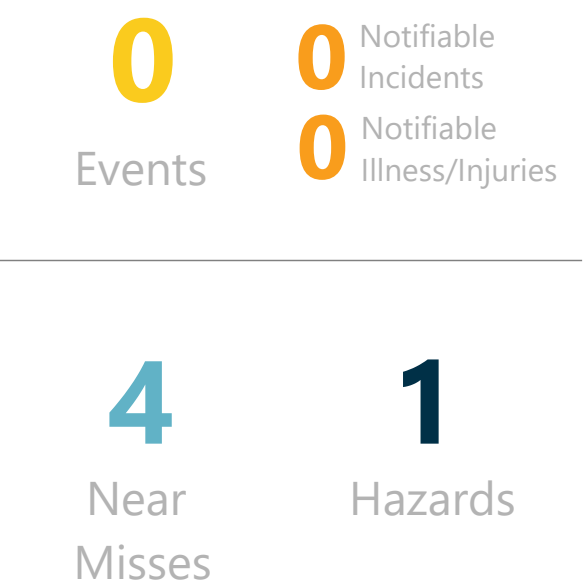 0
Events
0 Notifiable
Incidents
0 Notifiable
Illness/Injuries
4
Near
Misses
1
Hazards